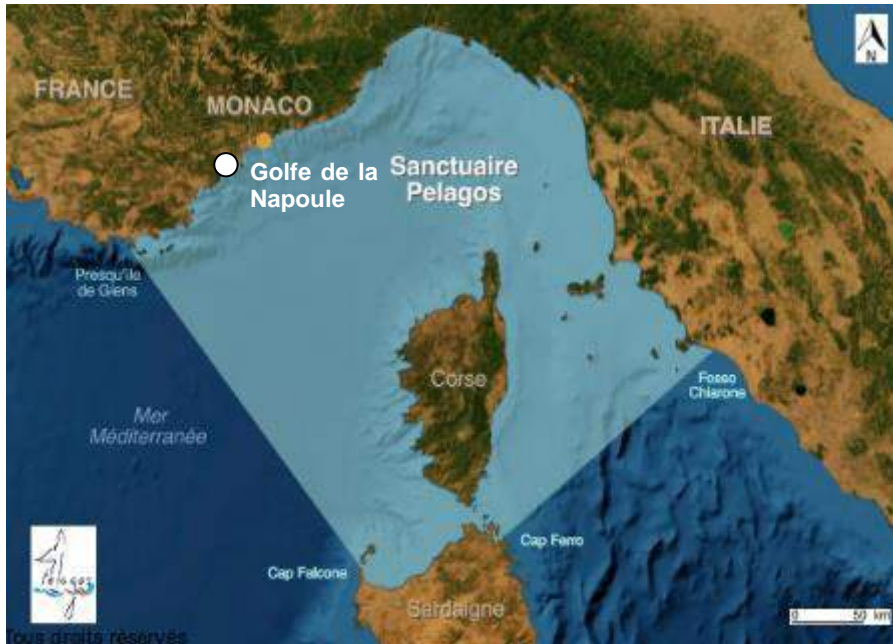 N
FRANCE
MONACO
ITALIE
Golfe de la
Napoule
Sanctuaire
Pelagos
Presqu'île
de Giens
Corse
Fosso
Chiarone
Mer
Méditerranée
Cap Ferro
Cap Falcone
Pelagos
Sardaigne
0 50 km
Tous droits réservés